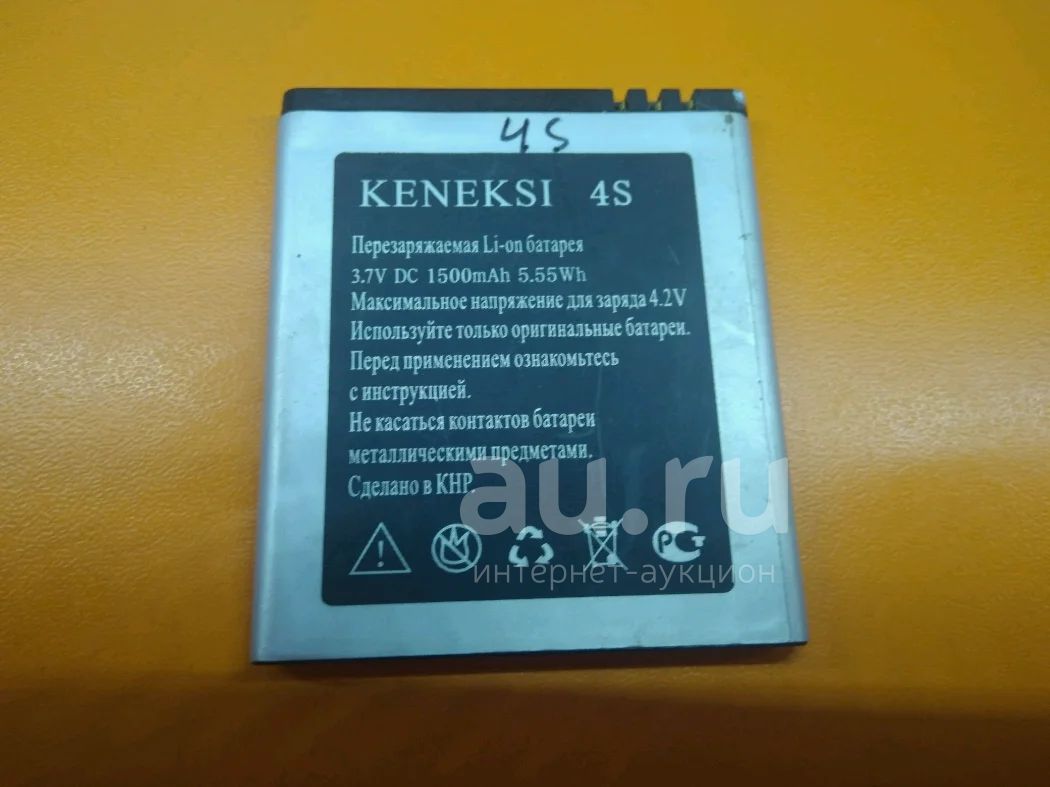 4S
KENEKSI 4S
Перезаряжаемая Li-on батарея
3.7V DC 1500mAh 5.55Wh
Максимальное напряжение для заряда 4.2V
Используйте только оригинальные батареи.
Перед применением ознакомьтесь
с инструкцией.
Не касаться контактов батареи
металлическими предметами.
Сделано в КНР.
au.ru
интернет-аукцион